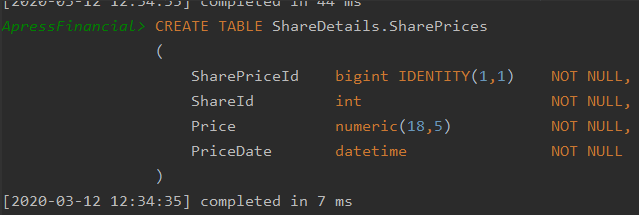 [2020-03-12 12:34:35] completed in 44 ms
ApressFinancial> CREATE TABLE ShareDetails.SharePrices
(
SharePriceId bigint IDENTITY(1,1) NOT NULL,
ShareId int NOT NULL,
Price numeric(18,5) NOT NULL,
PriceDate datetime NOT NULL
)
[2020-03-12 12:34:35] completed in 7 ms